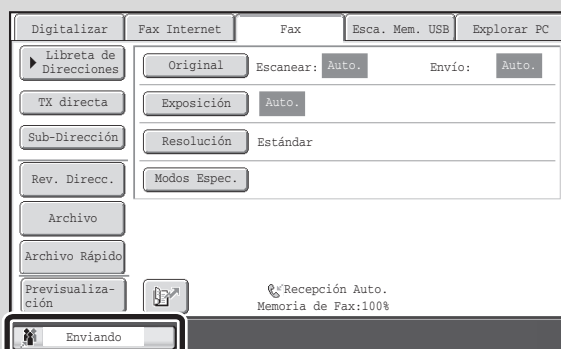 Digitalizar Fax Internet Fax Esca. Mem. USB Explorar PC
Libreta de
Direcciones
Original Escanear: Auto. Envío: Auto.
TX directa
Exposición Auto.
Sub-Dirección
Resolución Estándar
Rev. Direcc.
Modos Espec.
Archivo
Archivo Rápido
Previsualiza-
ción
Recepción Auto.
Memoria de Fax:100%
Enviando